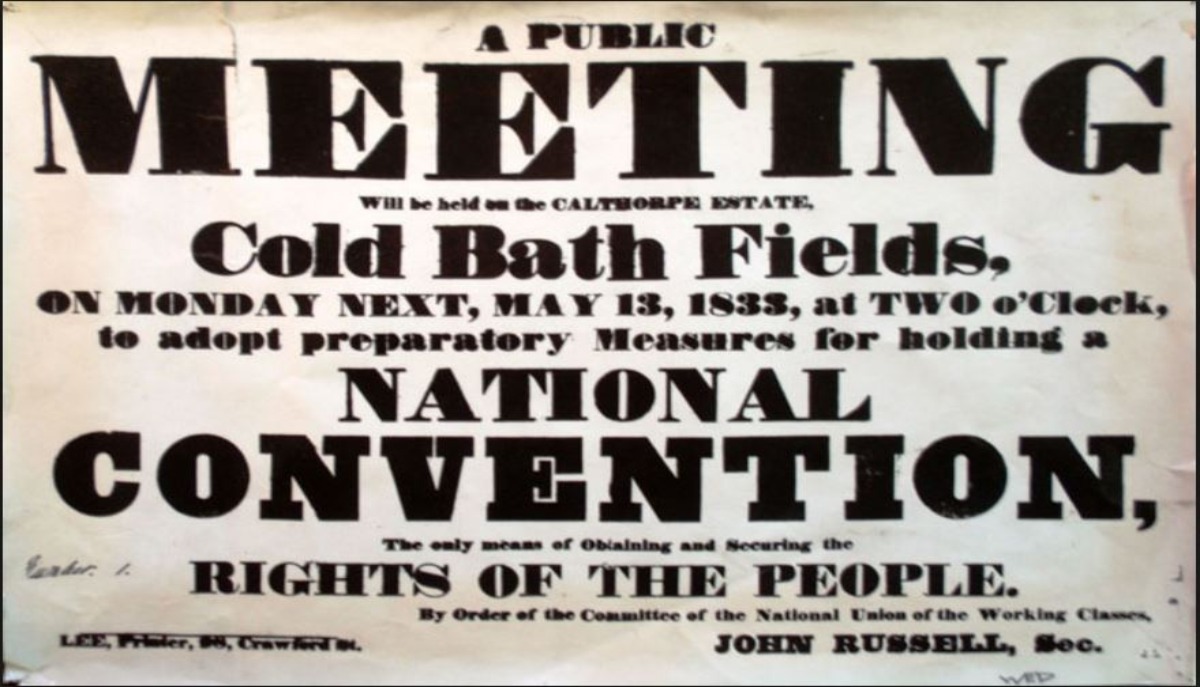 A PUBLIC
MEETING
Will be held on the CALTHORPE ESTATE,
Cold Bath Fields,
ON MONDAY NEXT, MAY 13, 1833, at TWO o'Clock,
to adopt preparatory Measures for holding a
NATIONAL
CONVENTION,
The only means of Obtaining and Securing the
RIGHTS OF THE PEOPLE.
By Order of the Committee of the National Union of the Working Classes,
LEE, Printer, 98, Crawford St.
JOHN RUSSELL, Sec.